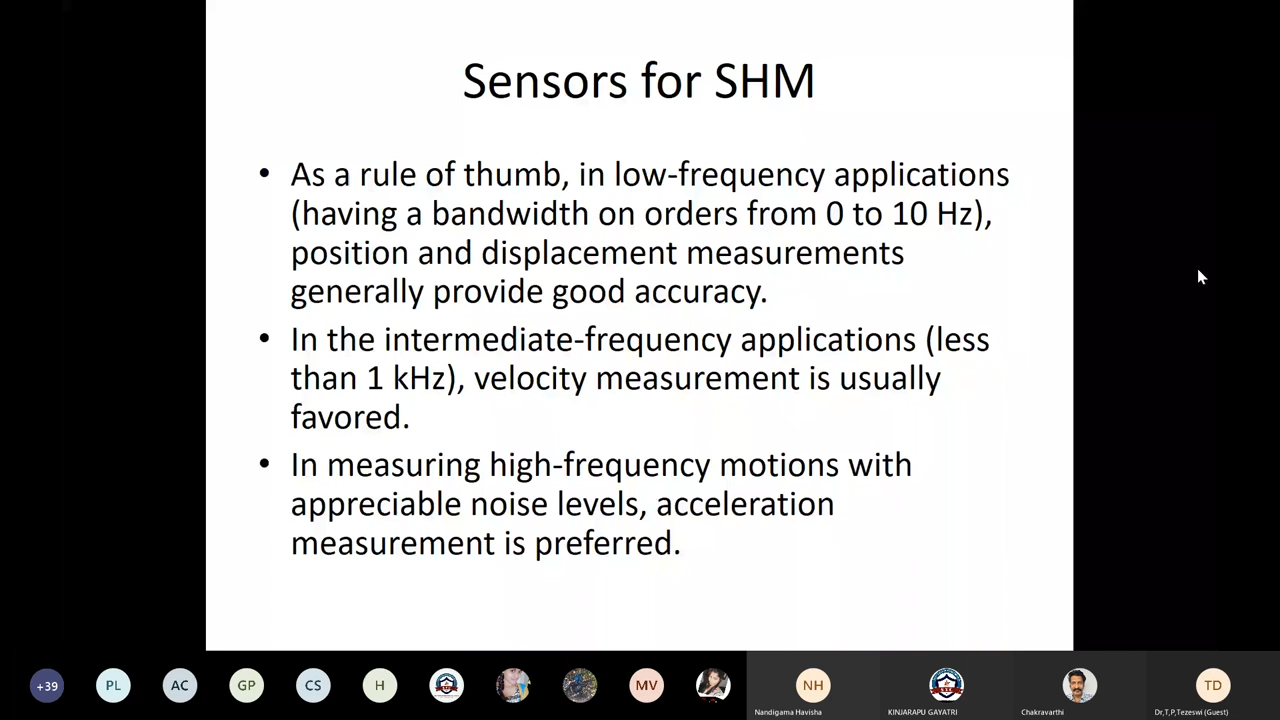 Sensors for SHM
• As a rule of thumb, in low-frequency applications
(having a bandwidth on orders from 0 to 10 Hz),
position and displacement measurements
generally provide good accuracy.
• In the intermediate-frequency applications (less
than 1 kHz), velocity measurement is usually
favored.
• In measuring high-frequency motions with
appreciable noise levels, acceleration
measurement is preferred.
+39 PL AC GP CS H MV NH TD
Nandigama Havisha KINJARAPU GAYATRI Chakravarthi Dr,T,P,Tezeswi (Guest)